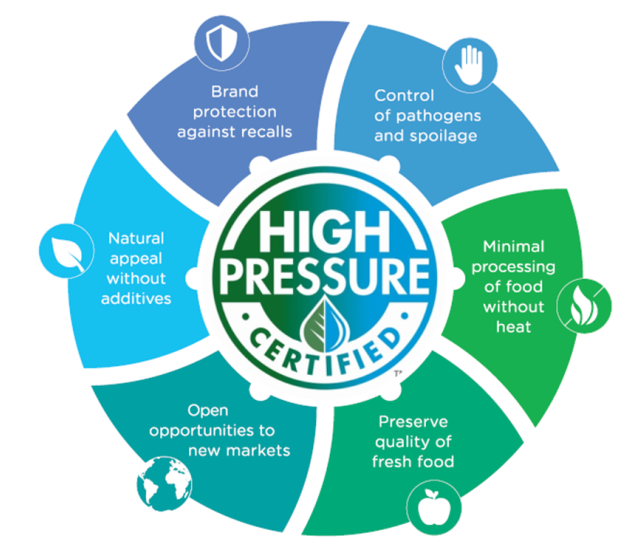 Brand
protection
against recalls
Control
of pathogens
and spoilage
Natural
appeal
without
additives
HIGH
PRESSURE
• CERTIFIED •
Minimal
processing
of food
without
heat
Open
opportunities to
new markets
Preserve
quality of
fresh food